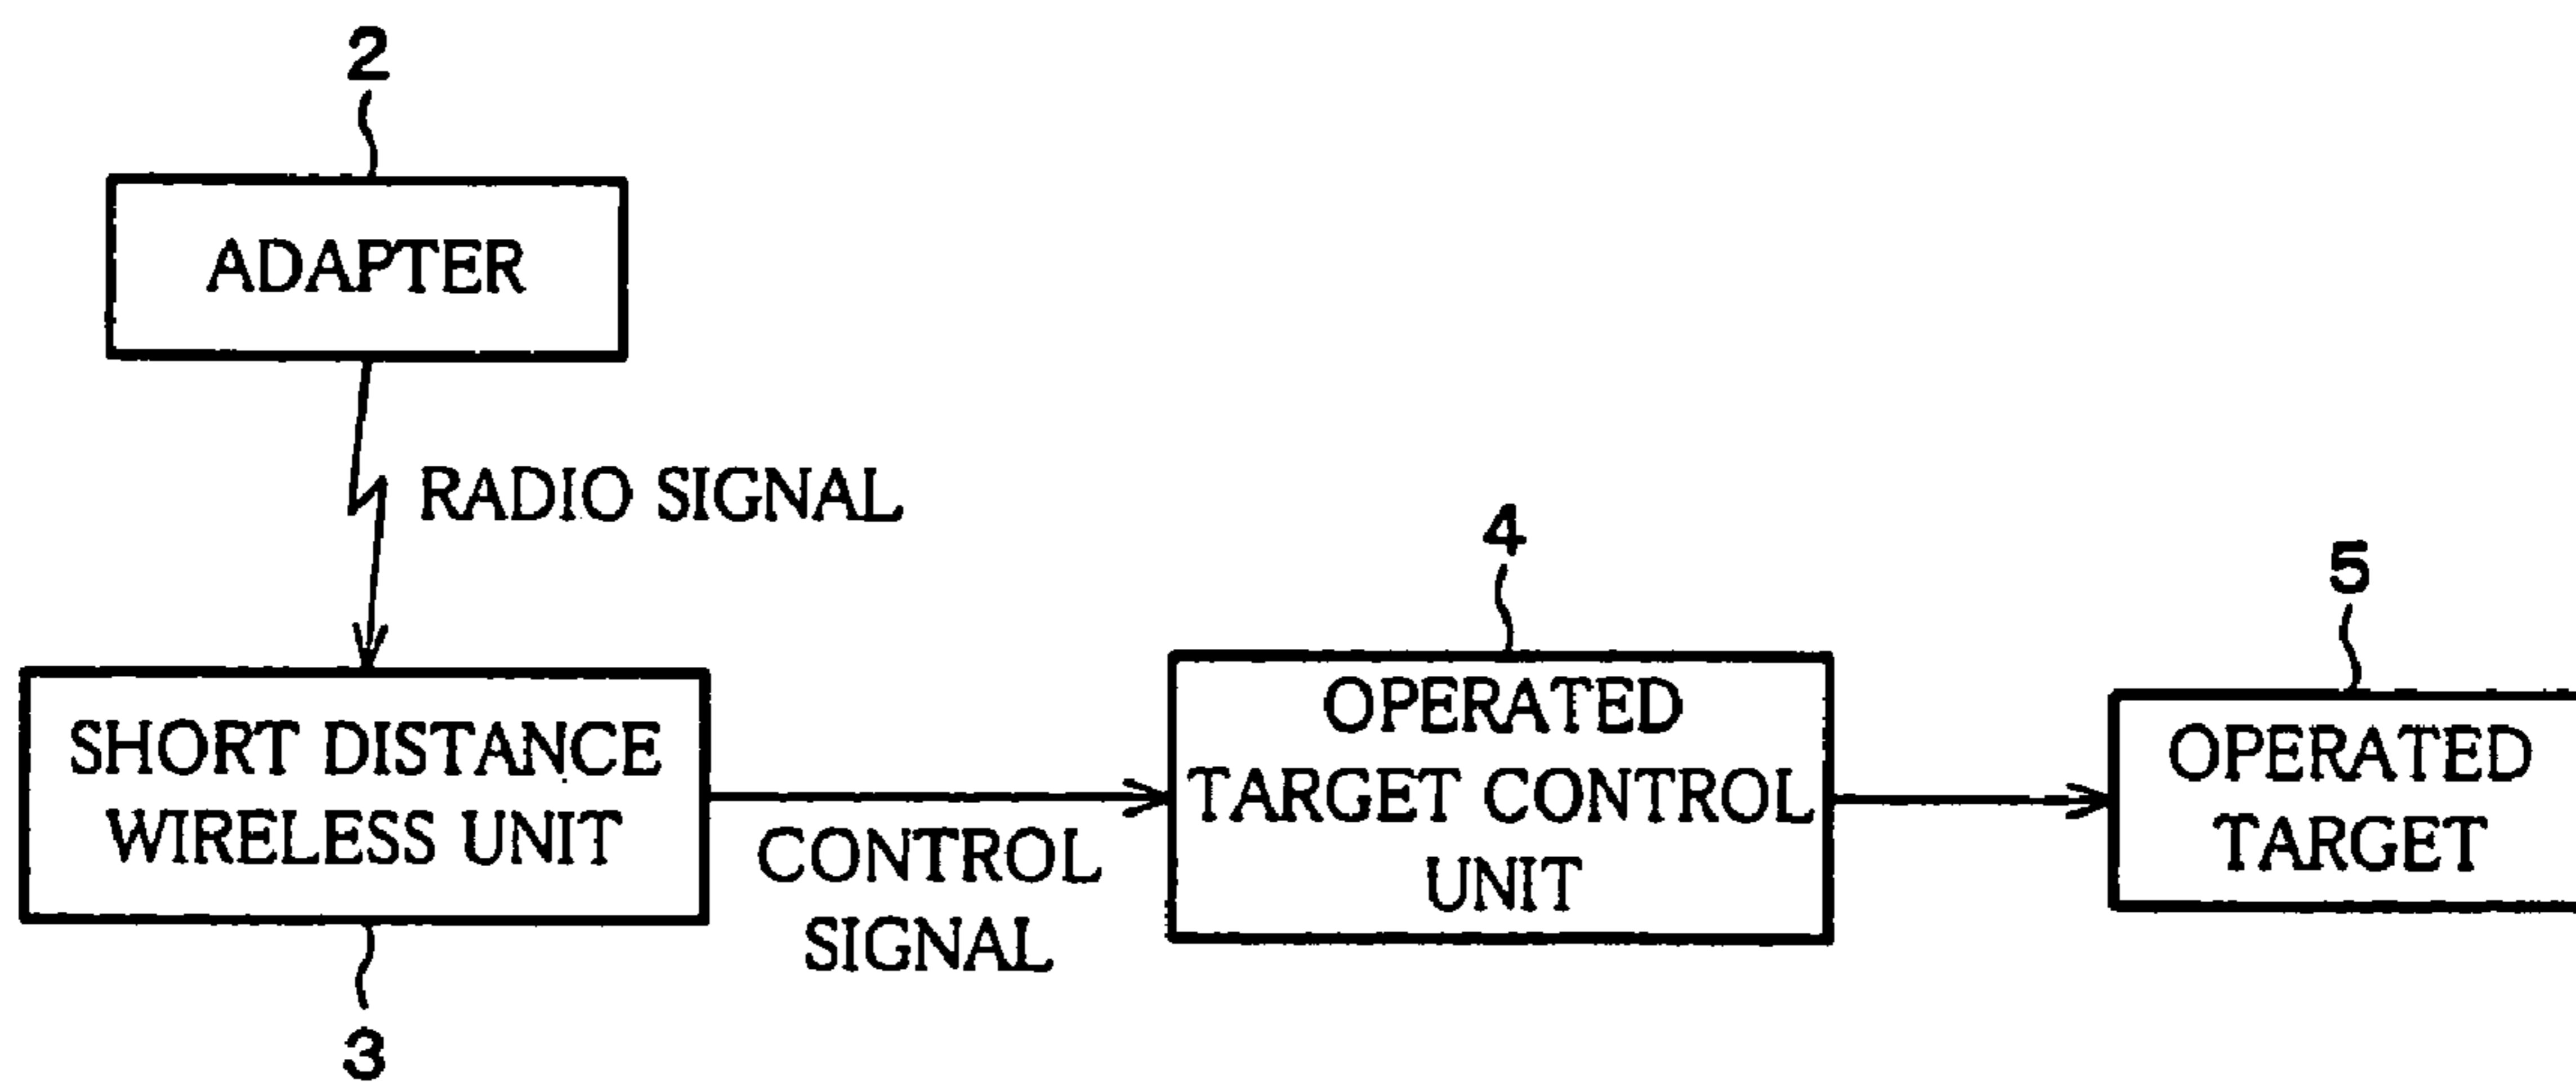 2
ADAPTER
RADIO SIGNAL
4
5
SHORT DISTANCE
WIRELESS UNIT
CONTROL
SIGNAL
OPERATED
TARGET CONTROL
UNIT
OPERATED
TARGET
3